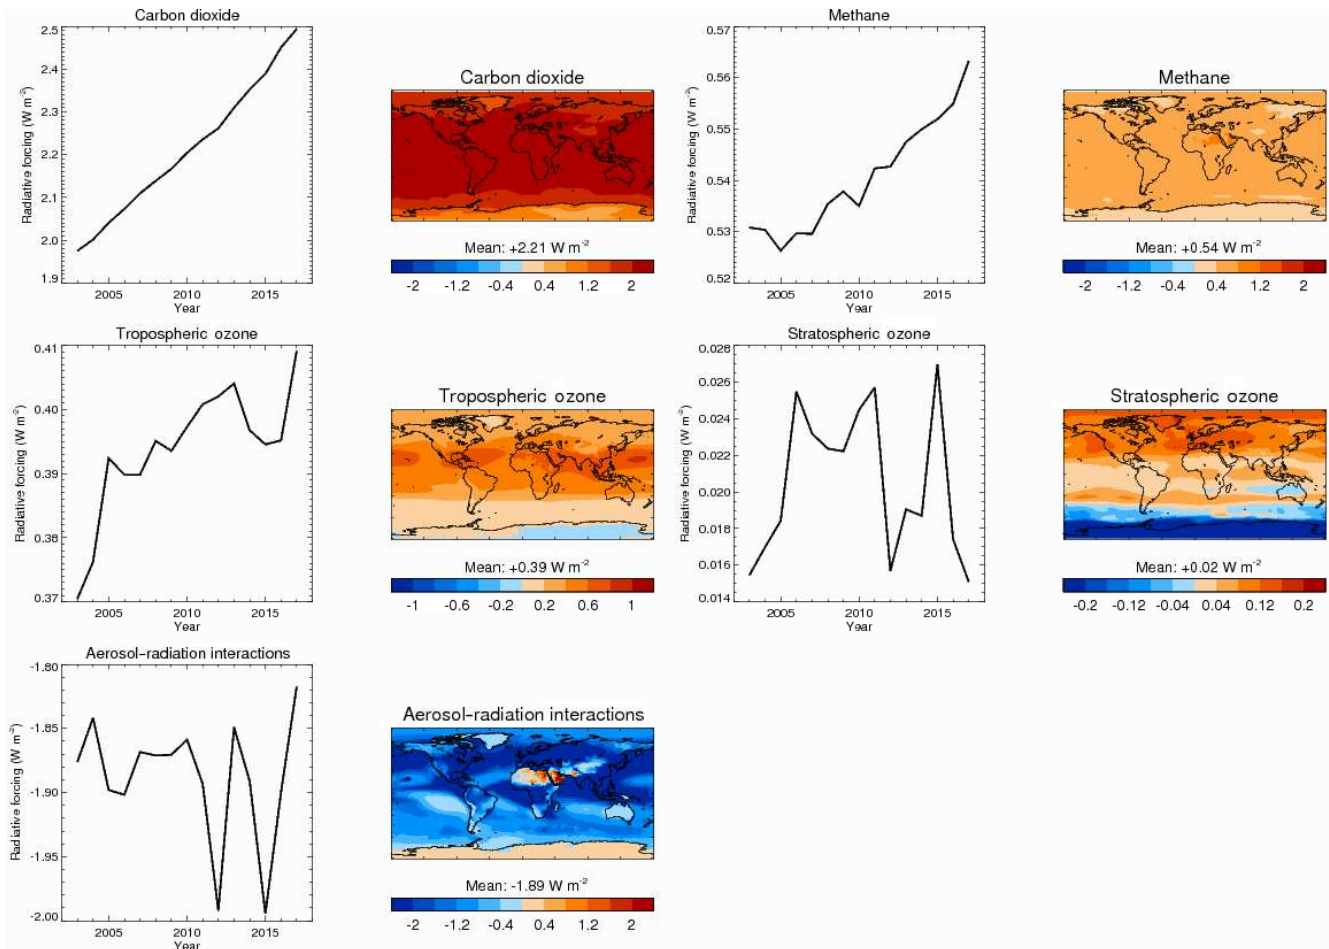 Carbon dioxide
2.5
2.4
2.3
2.2
2.1
2.0
1.9
Radiative forcing (W m⁻²)
2005 2010 2015
Year
Carbon dioxide
Mean: +2.21 W m⁻²
-2 -1.2 -0.4 0.4 1.2 2
Methane
0.57
0.56
0.55
0.54
0.53
0.52
Radiative forcing (W m⁻²)
2005 2010 2015
Year
Methane
Mean: +0.54 W m⁻²
-2 -1.2 -0.4 0.4 1.2 2
Tropospheric ozone
0.41
0.40
0.39
0.38
0.37
Radiative forcing (W m⁻²)
2005 2010 2015
Year
Tropospheric ozone
Mean: +0.39 W m⁻²
-1 -0.6 -0.2 0.2 0.6 1
Stratospheric ozone
0.028
0.026
0.024
0.022
0.020
0.018
0.016
0.014
Radiative forcing (W m⁻²)
2005 2010 2015
Year
Stratospheric ozone
Mean: +0.02 W m⁻²
-0.2 -0.12 -0.04 0.04 0.12 0.2
Aerosol-radiation interactions
-1.80
-1.85
-1.90
-1.95
-2.00
Radiative forcing (W m⁻²)
2005 2010 2015
Year
Aerosol-radiation interactions
Mean: -1.89 W m⁻²
-2 -1.2 -0.4 0.4 1.2 2